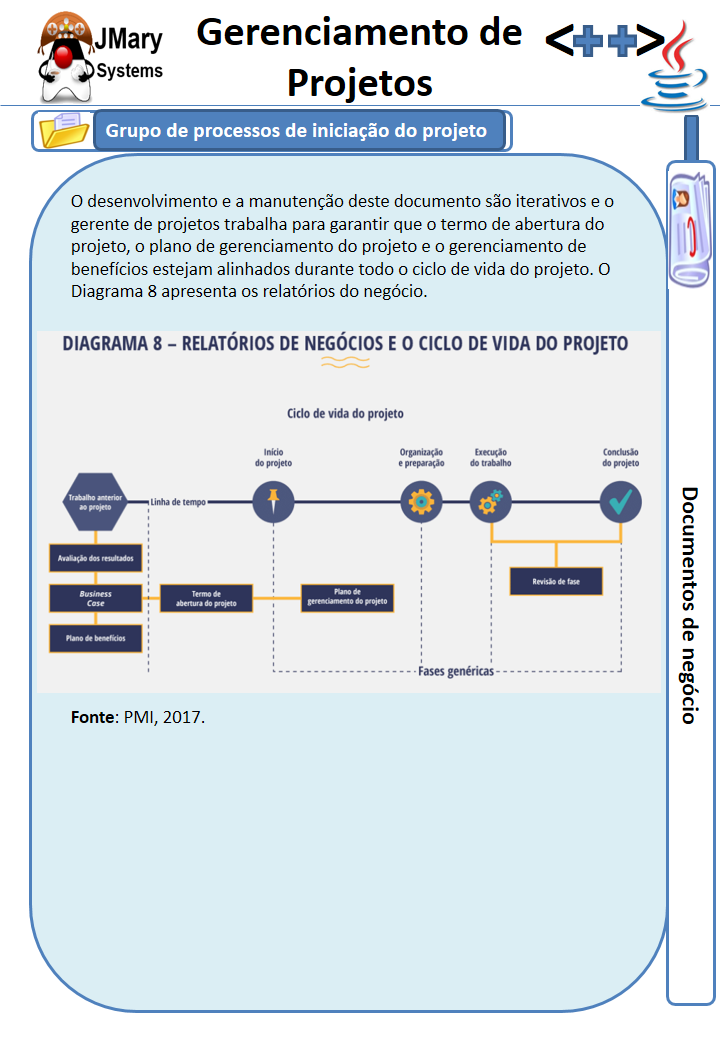 JMary
Systems
Gerenciamento de
Projetos
<++>
Grupo de processos de iniciação do projeto
O desenvolvimento e a manutenção deste documento são iterativos e o
gerente de projetos trabalha para garantir que o termo de abertura do
projeto, o plano de gerenciamento do projeto e o gerenciamento de
benefícios estejam alinhados durante todo o ciclo de vida do projeto. O
Diagrama 8 apresenta os relatórios do negócio.
DIAGRAMA 8 – RELATÓRIOS DE NEGÓCIOS E O CICLO DE VIDA DO PROJETO
Ciclo de vida do projeto
Início
do projeto
Organização
e preparação
Execução
do trabalho
Conclusão
do projeto
Trabalho anterior
ao projeto
Linha de tempo
Avaliação dos resultados
Business
Case
Plano de benefícios
Termo de
abertura do projeto
Plano de
gerenciamento do projeto
Revisão de fase
Fases genéricas
Fonte: PMI, 2017.
Documentos de negócio